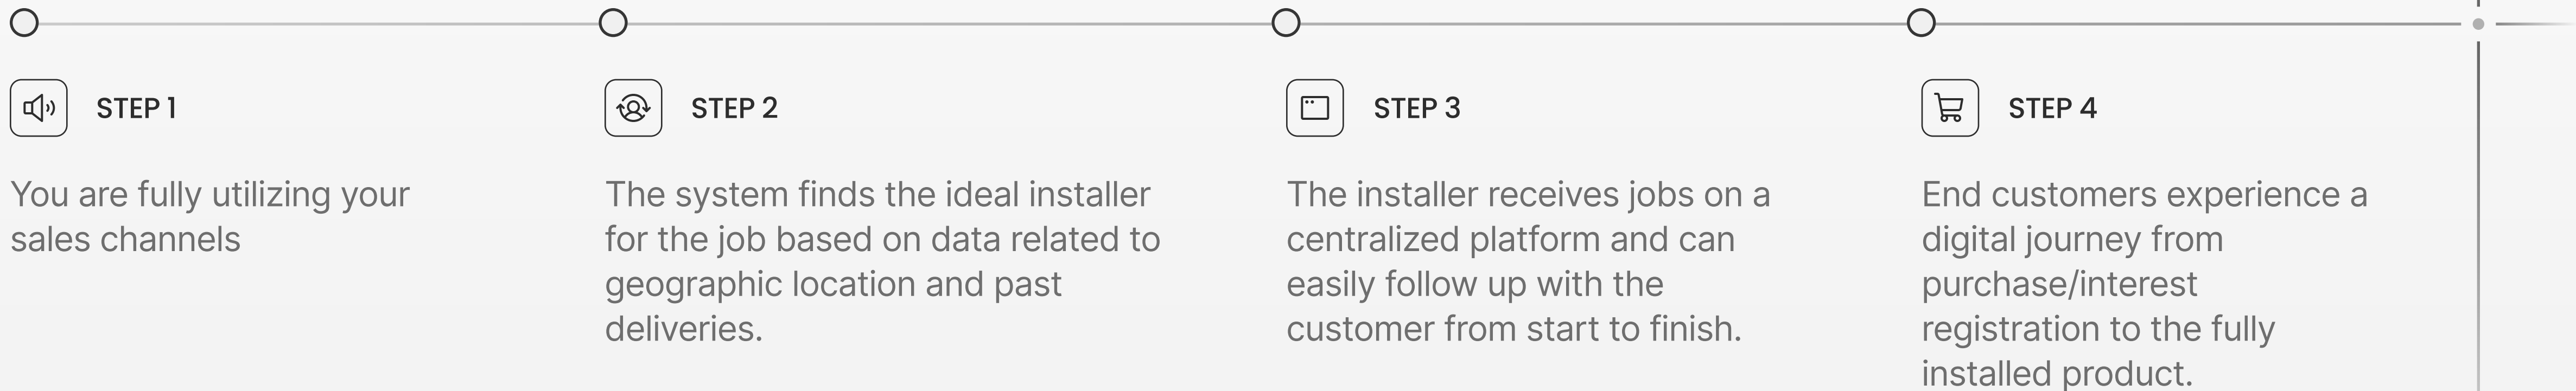 STEP 1
You are fully utilizing your
sales channels
STEP 2
The system finds the ideal installer
for the job based on data related to
geographic location and past
deliveries.
STEP 3
The installer receives jobs on a
centralized platform and can
easily follow up with the
customer from start to finish.
STEP 4
End customers experience a
digital journey from
purchase/interest
registration to the fully
installed product.